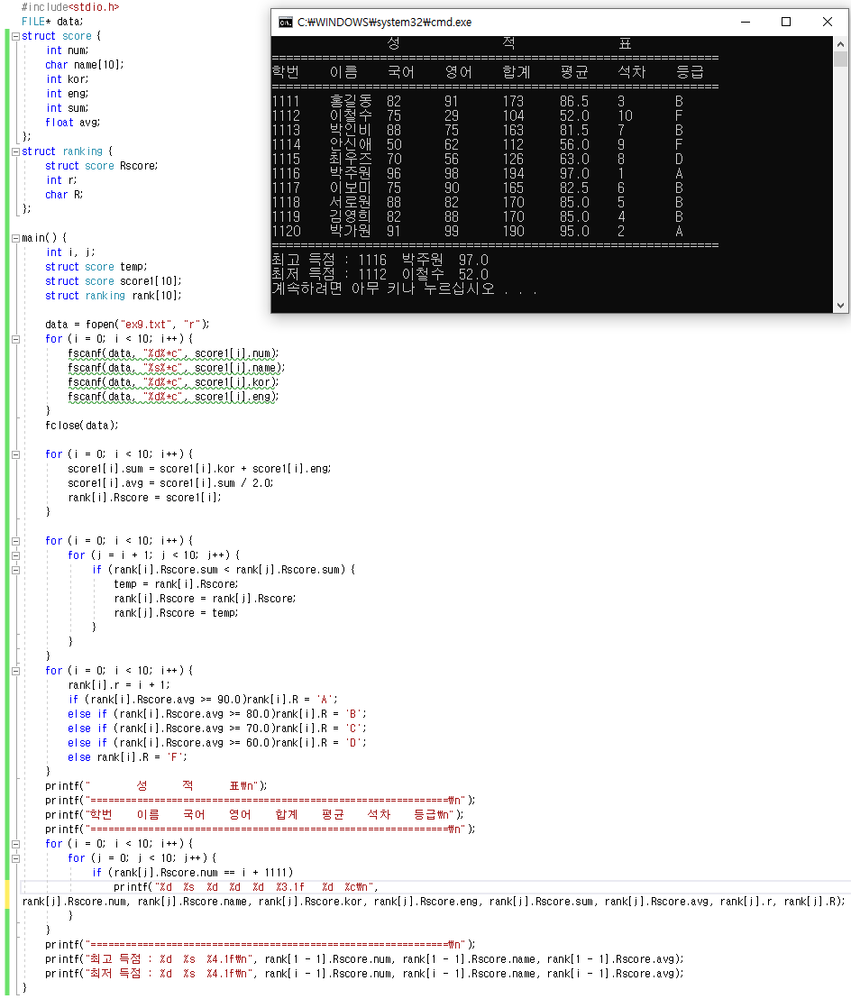 #include<stdio.h>
FILE* data;
struct score {
int num;
char name[10];
int kor;
int eng;
int sum;
float avg;
};
struct ranking {
struct score Rscore;
int r;
char R;
};
main() {
int i, j;
struct score temp;
struct score score1[10];
struct ranking rank[10];
data = fopen("ex9.txt", "r");
for (i = 0; i < 10; i++) {
fscanf(data, "%d%*c", score1[i].num);
fscanf(data, "%s%*c", score1[i].name);
fscanf(data, "%d%*c", score1[i].kor);
fscanf(data, "%d%*c", score1[i].eng);
}
fclose(data);
for (i = 0; i < 10; i++) {
score1[i].sum = score1[i].kor + score1[i].eng;
score1[i].avg = score1[i].sum / 2.0;
rank[i].Rscore = score1[i];
}
for (i = 0; i < 10; i++) {
for (j = i + 1; j < 10; j++) {
if (rank[i].Rscore.sum < rank[j].Rscore.sum) {
temp = rank[i].Rscore;
rank[i].Rscore = rank[j].Rscore;
rank[j].Rscore = temp;
}
}
}
for (i = 0; i < 10; i++) {
rank[i].r = i + 1;
if (rank[i].Rscore.avg >= 90.0)rank[i].R = 'A';
else if (rank[i].Rscore.avg >= 80.0)rank[i].R = 'B';
else if (rank[i].Rscore.avg >= 70.0)rank[i].R = 'C';
else if (rank[i].Rscore.avg >= 60.0)rank[i].R = 'D';
else rank[i].R = 'F';
}
printf("	성	적	표₩n");
printf("==============================================================₩n");
printf("학번	이름	국어	영어	합계	평균	석차	등급₩n");
printf("==============================================================₩n");
for (i = 0; i < 10; i++) {
for (j = 0; j < 10; j++) {
if (rank[j].Rscore.num == i + 1111)
printf("%d	%s	%d	%d	%d	%3.1f	%d	%c₩n",
rank[j].Rscore.num, rank[j].Rscore.name, rank[j].Rscore.kor, rank[j].Rscore.eng, rank[j].Rscore.sum, rank[j].Rscore.avg, rank[j].r, rank[j].R);
}
}
printf("==============================================================₩n");
printf("최고 득점 : %d	%s	%4.1f₩n", rank[1 - 1].Rscore.num, rank[1 - 1].Rscore.name, rank[1 - 1].Rscore.avg);
printf("최저 득점 : %d	%s	%4.1f₩n", rank[i - 1].Rscore.num, rank[i - 1].Rscore.name, rank[i - 1].Rscore.avg);
}
C:₩WINDOWS₩system32₩cmd.exe
성	적	표
==============================================================
학번	이름	국어	영어	합계	평균	석차	등급
==============================================================
1111	홍길동	82	91	173	86.5	3	B
1112	이철수	75	29	104	52.0	10	F
1113	박인비	88	75	163	81.5	7	B
1114	안신애	50	62	112	56.0	9	F
1115	최우즈	70	56	126	63.0	8	D
1116	박주원	96	98	194	97.0	1	A
1117	이보미	75	90	165	82.5	6	B
1118	서로원	88	82	170	85.0	5	B
1119	김영희	82	88	170	85.0	4	B
1120	박가원	91	99	190	95.0	2	A
==============================================================
최고 득점 : 1116	박주원	97.0
최저 득점 : 1112	이철수	52.0
계속하려면 아무 키나 누르십시오 . . .